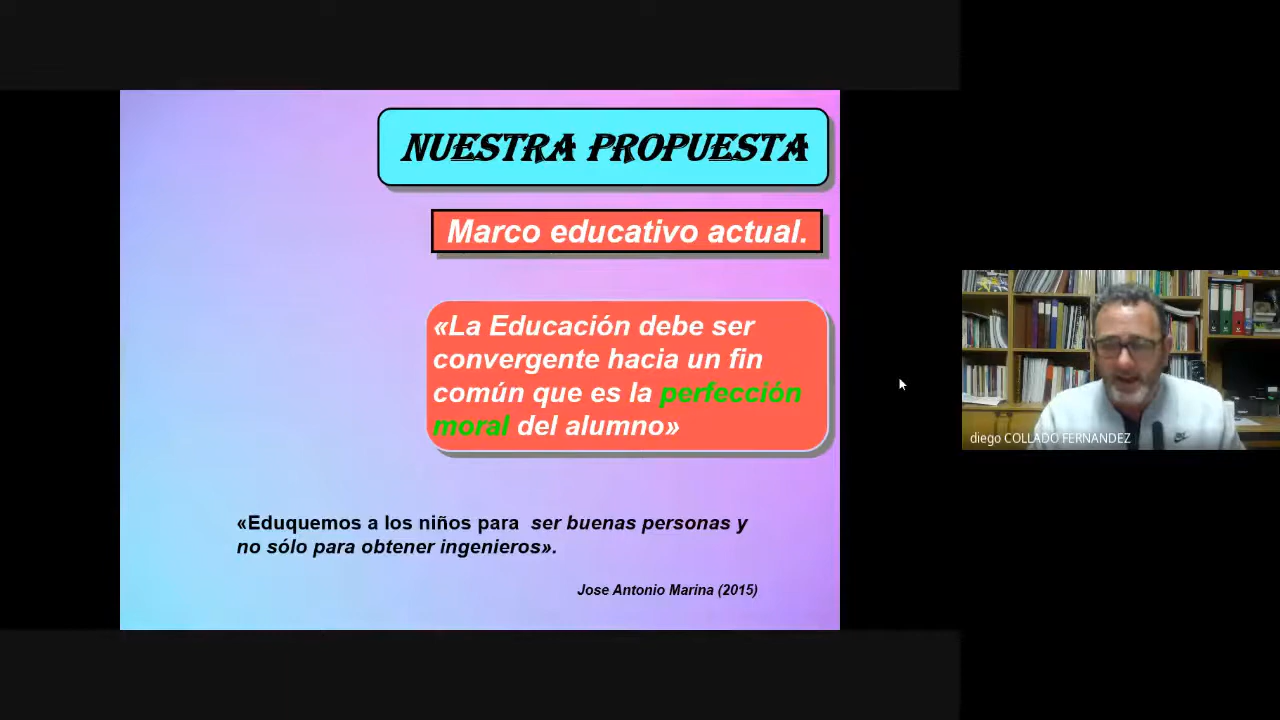 NUESTRA PROPUESTA
Marco educativo actual.
«La Educación debe ser
convergente hacia un fin
común que es la perfección
moral del alumno»
«Eduquemos a los niños para ser buenas personas y
no sólo para obtener ingenieros».
Jose Antonio Marina (2015)
diego COLLADO FERNANDEZ